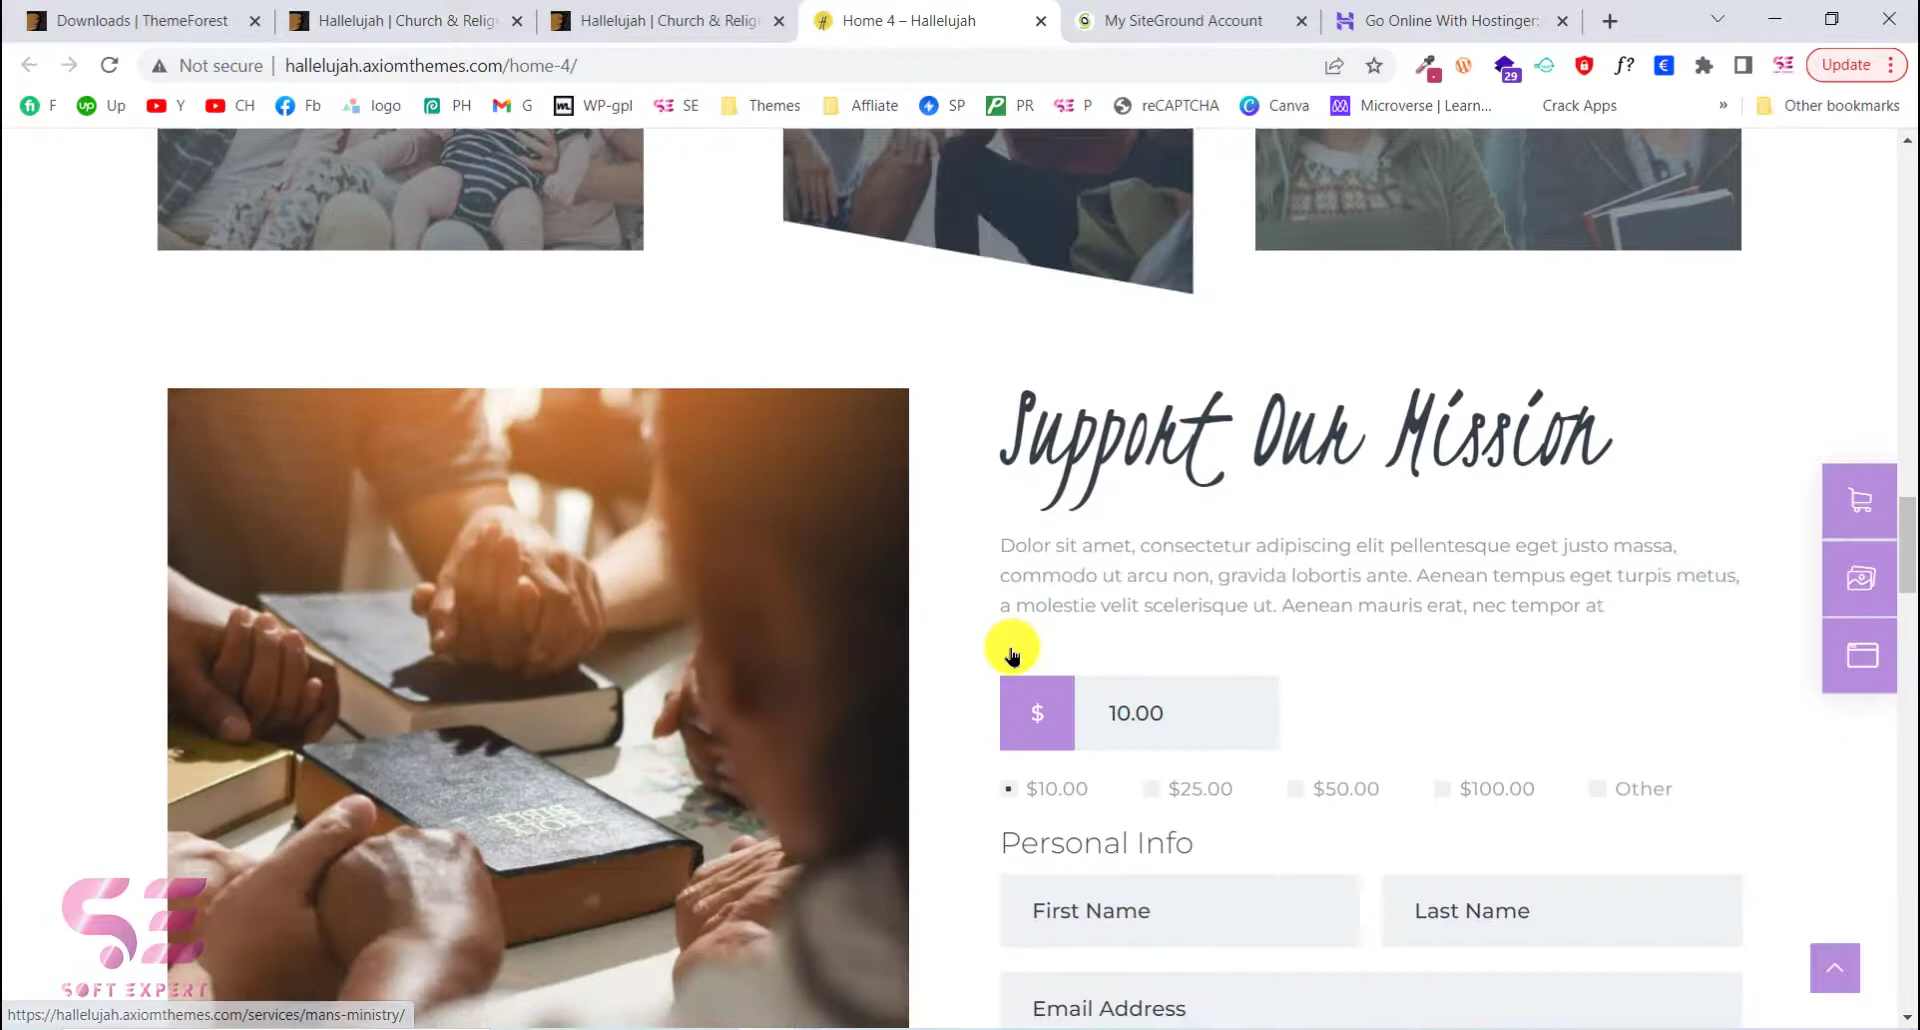 Downloads | ThemeForest
Hallelujah | Church & Relig
Hallelujah | Church & Relig
Home 4 – Hallelujah
My SiteGround Account
Go Online With Hostinger:
Not secure
hallelujah.axiomthemes.com/home-4/
29
f?
Update
F
Up
Y
CH
Fb
logo
PH
G
WP-gpl
SE
Themes
Affliate
SP
PR
P
reCAPTCHA
Canva
Microverse | Learn...
Crack Apps
»
Other bookmarks
Support Our Mission
Dolor sit amet, consectetur adipiscing elit pellentesque eget justo massa,
commodo ut arcu non, gravida lobortis ante. Aenean tempus eget turpis metus,
a molestie velit scelerisque ut. Aenean mauris erat, nec tempor at
$ 10.00
$10.00 $25.00 $50.00 $100.00 Other
Personal Info
First Name Last Name
Email Address
HOLY BIBLE
SE
SOFT EXPERT
https://hallelujah.axiomthemes.com/services/mans-ministry/